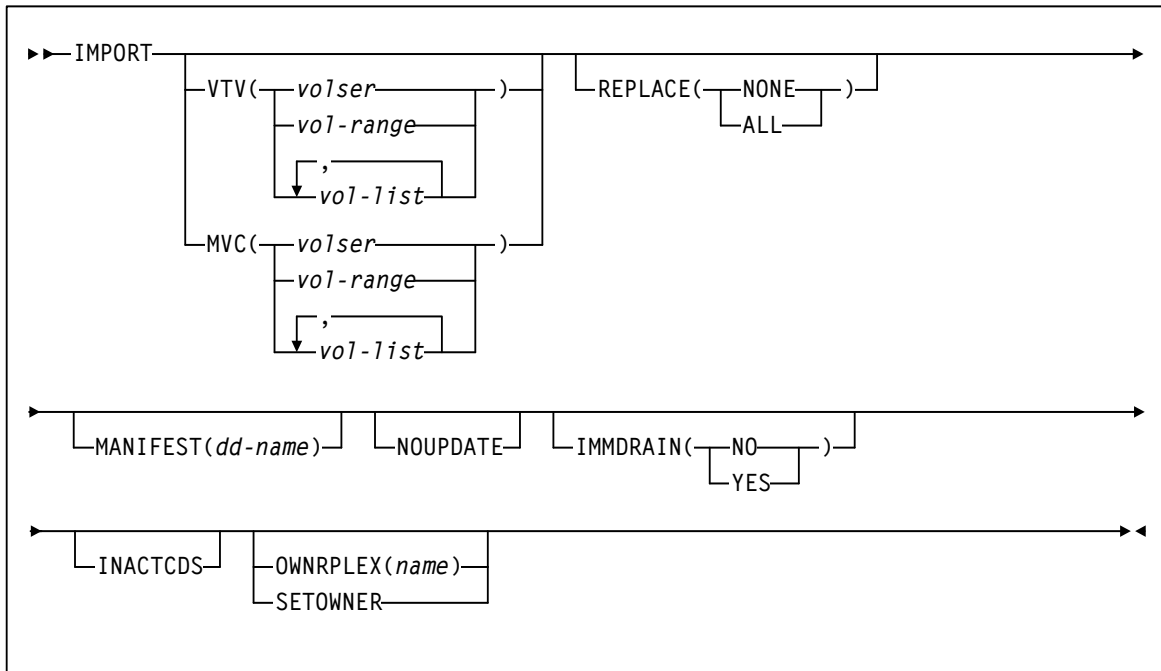 IMPORT
VTV( volser )
vol-range
,
vol-list
MVC( volser )
vol-range
,
vol-list
REPLACE( NONE )
ALL
MANIFEST(dd-name)
NOUPDATE
IMMDRAIN( NO )
YES
INACTCDS
OWNRPLEX(name)
SETOWNER